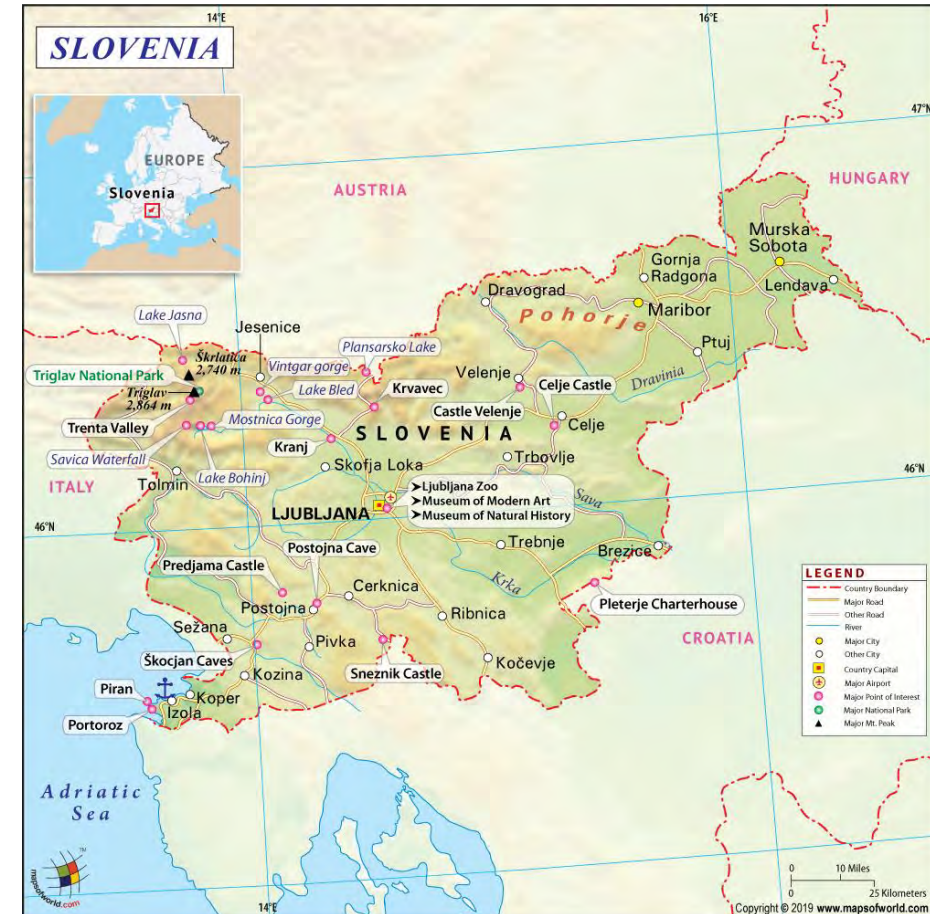 14°E
16°E
SLOVENIA
47°N
EUROPE
Slovenia
AUSTRIA
HUNGARY
Murska
Sobota
Gornja
Radgona
Lendava
Dravograd
Pohorje
Maribor
Lake Jasna
Jesenice
Ptuj
Plansarsko Lake
Škrlatica
2,740 m
Vintgar gorge
Triglav National Park
Velenje
Celje Castle
Dravinia
Triglav
2,864 m
Lake Bled
Krvavec
Castle Velenje
Mostnica Gorge
Trenta Valley
SLOVENIA
Celje
Kranj
Savica Waterfall
Trbovlje
Skofja Loka
46°N
Lake Bohinj
ITALY
Tolmin
➤Ljubljana Zoo
➤Museum of Modern Art
➤Museum of Natural History
Sava
LJUBLJANA
46°N
Postojna Cave
Trebnje
Brezice
Predjama Castle
Krka
Cerknica
Pleterje Charterhouse
Postojna
Ribnica
Sežana
CROATIA
Pivka
Škocjan Caves
Sneznik Castle
Kočevje
Kozina
Piran
Koper
Izola
Portoroz
LEGEND
Country Boundary
Major Road
Other Road
River
Major City
Other City
Country Capital
Major Airport
Major Point of Interest
Major National Park
Major Mt. Peak
Adriatic
Sea
mapsofworld.com
TM
0 10 Miles
0 25 Kilometers
14°E
Copyright © 2019 www.mapsofworld.com